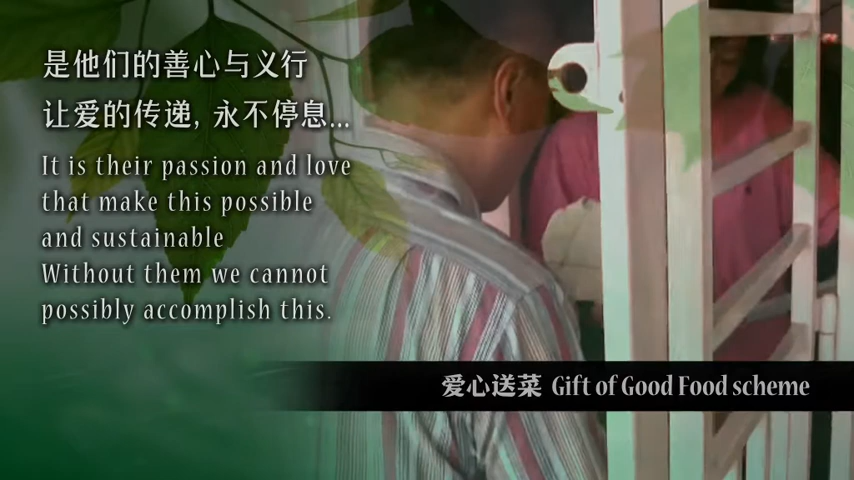 是他们的善心与义行
让爱的传递, 永不停息...
It is their passion and love
that make this possible
and sustainable
Without them we cannot
possibly accomplish this.
爱心送菜 Gift of Good Food scheme